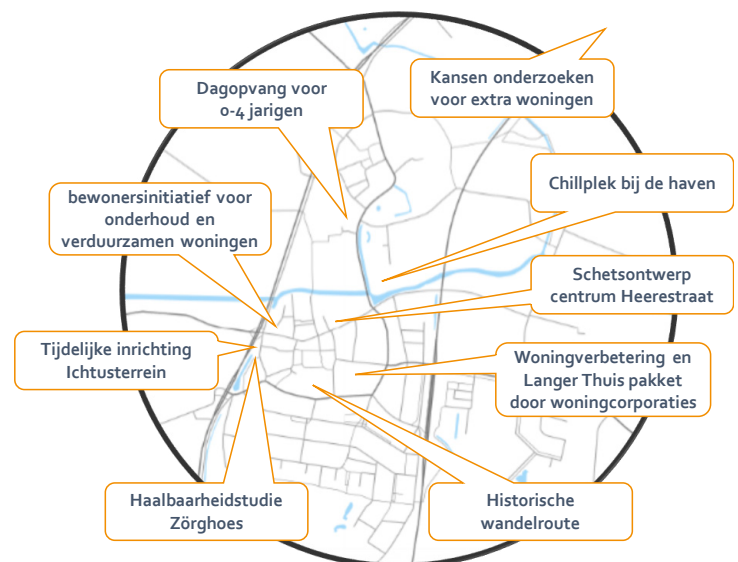 Kansen onderzoeken
voor extra woningen
Dagopvang voor
0-4 jarigen
Chillplek bij de haven
bewonersinitiatief voor
onderhoud en
verduurzamen woningen
Schetsontwerp
centrum Heerestraat
Tijdelijke inrichting
Ichtusterrein
Woningverbetering en
Langer Thuis pakket
door woningcorporaties
Haalbaarheidstudie
Zörghoes
Historische
wandelroute